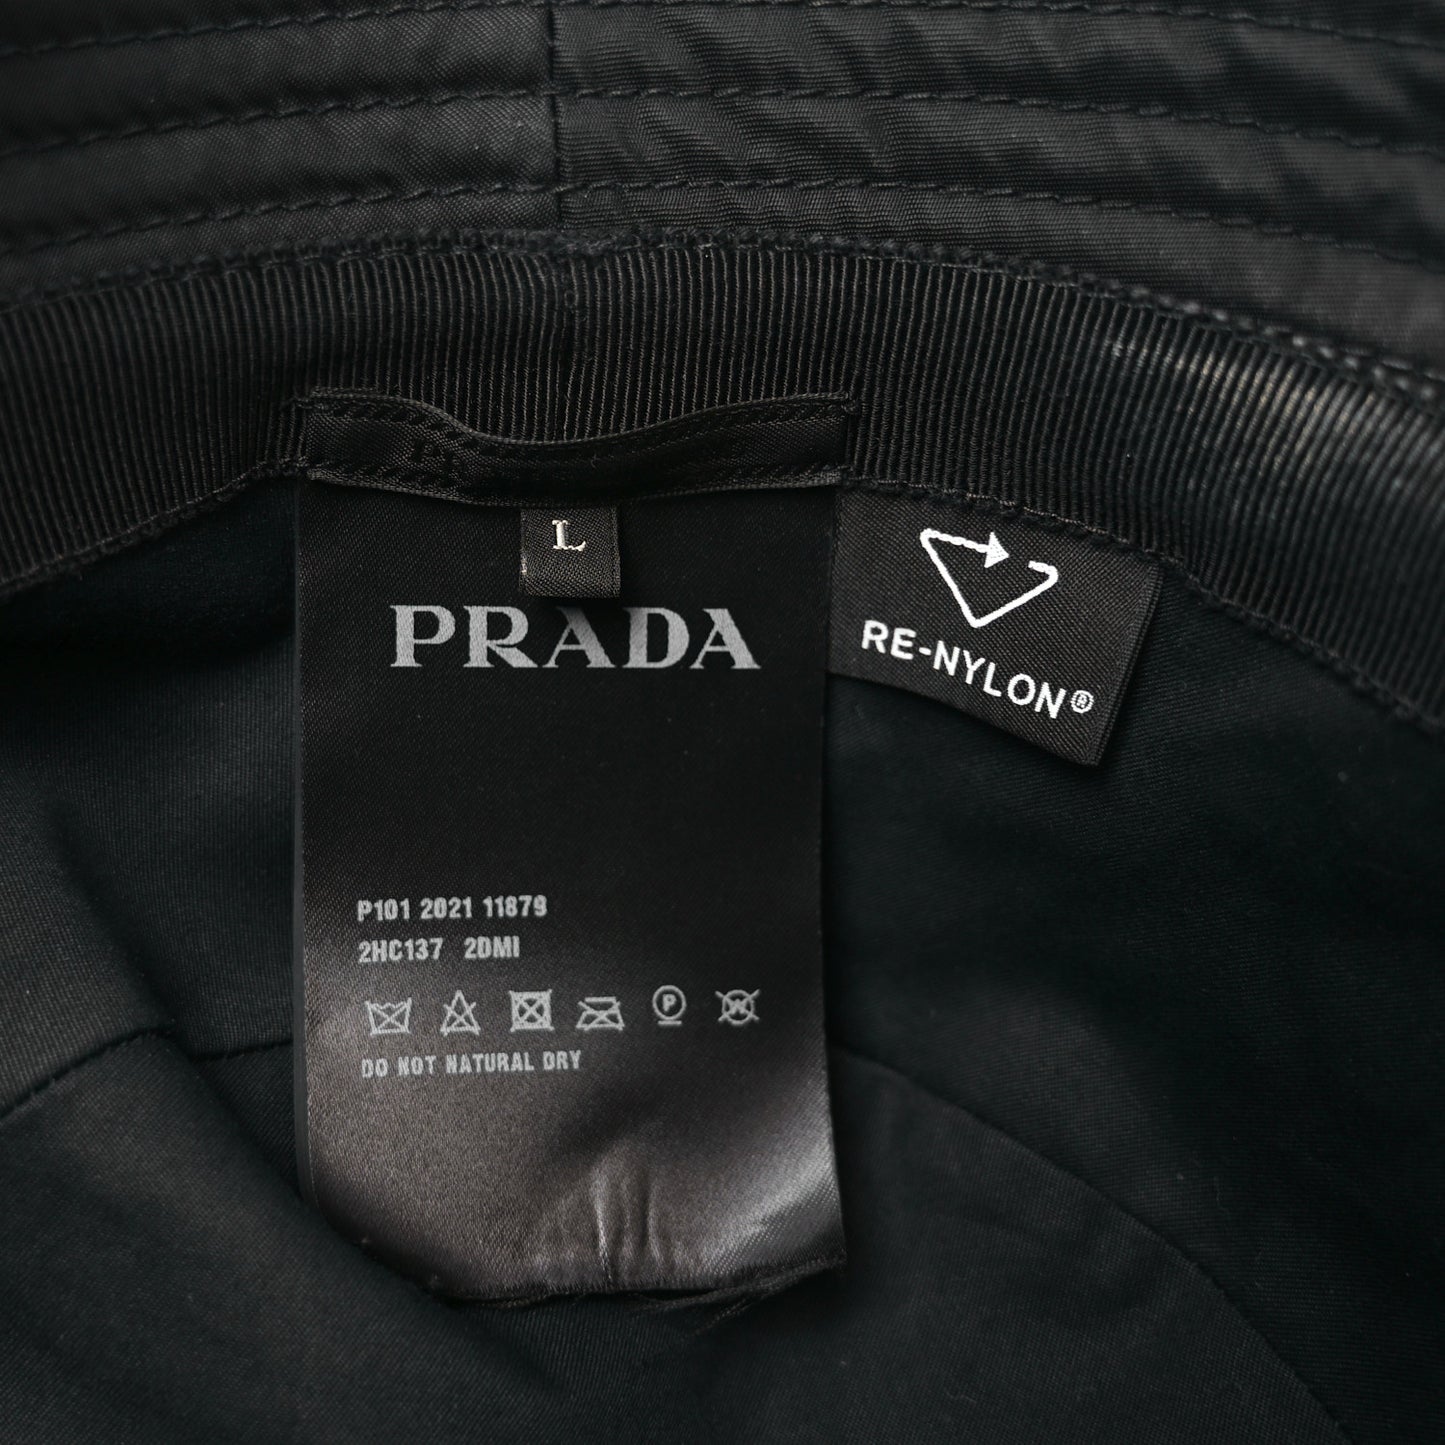 L
PRADA
RE-NYLON®
P101 2021 11879
2HC137 2DMI
P
W
DO NOT NATURAL DRY